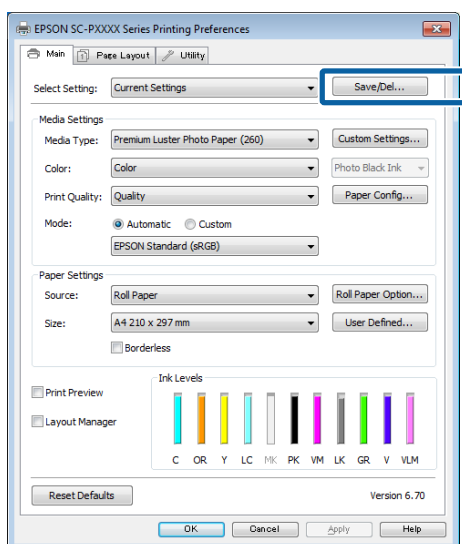 EPSON SC-PXXXX Series Printing Preferences
Main Page Layout Utility
Select Setting: Current Settings Save/Del...
Media Settings
Media Type: Premium Luster Photo Paper (260) Custom Settings...
Color: Color Photo Black Ink
Print Quality: Quality Paper Config...
Mode: Automatic Custom
EPSON Standard (sRGB)
Paper Settings
Source: Roll Paper Roll Paper Option...
Size: A4 210 x 297 mm User Defined...
Borderless
Ink Levels
Print Preview
Layout Manager
C OR Y LC MK PK VM LK GR V VLM
Reset Defaults Version 6.70
OK Cancel Apply Help